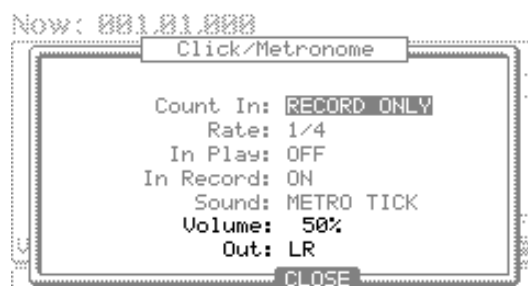 Now: 001.01.000
Click/Metronome
Count In: RECORD ONLY
Rate: 1/4
In Play: OFF
In Record: ON
Sound: METRO TICK
Volume: 50%
Out: LR
CLOSE